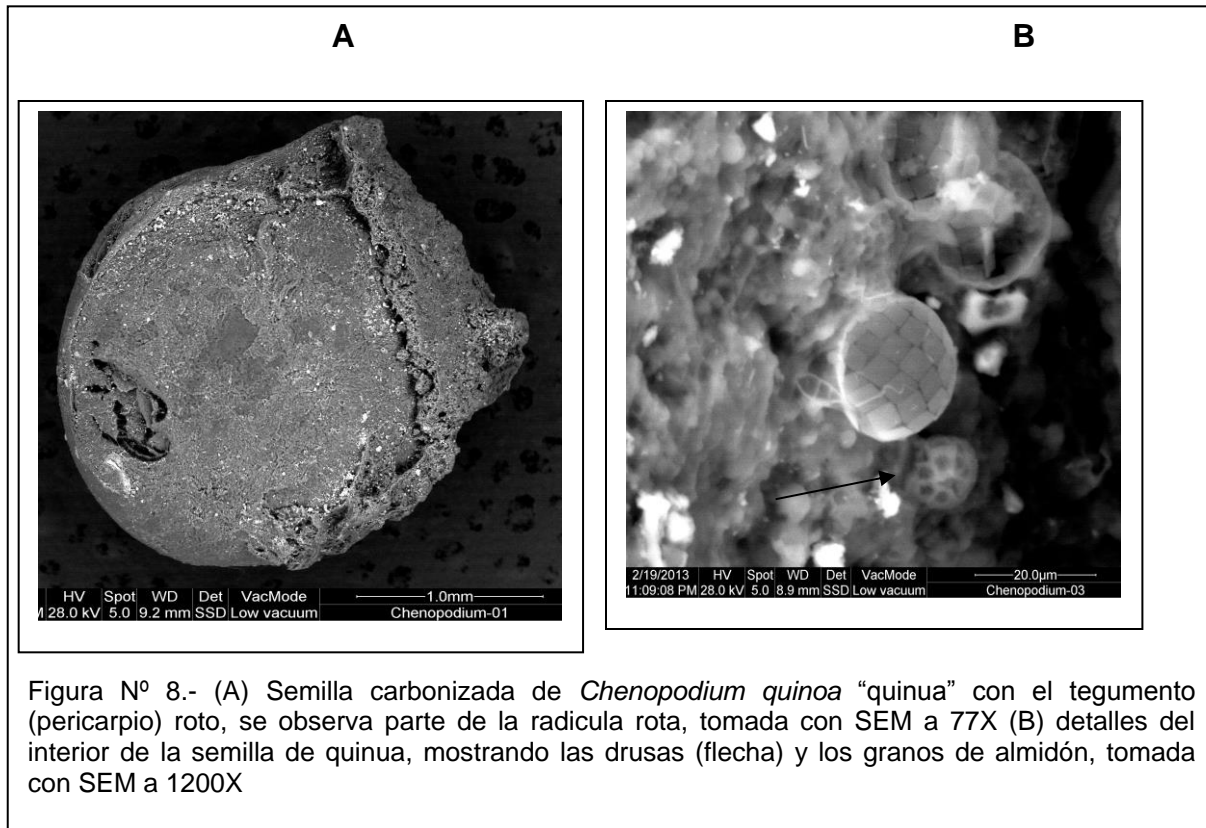 A
B
HV Spot WD Det VacMode 1.0mm
28.0 kV 5.0 9.2 mm SSD Low vacuum Chenopodium-01
2/19/2013 HV Spot WD Det VacMode 20.0µm
11:09:08 PM 28.0 kV 5.0 8.9 mm SSD Low vacuum Chenopodium-03
Figura Nº 8.- (A) Semilla carbonizada de Chenopodium quinoa “quinua” con el tegumento
(pericarpio) roto, se observa parte de la radicula rota, tomada con SEM a 77X (B) detalles del
interior de la semilla de quinua, mostrando las drusas (flecha) y los granos de almidón, tomada
con SEM a 1200X